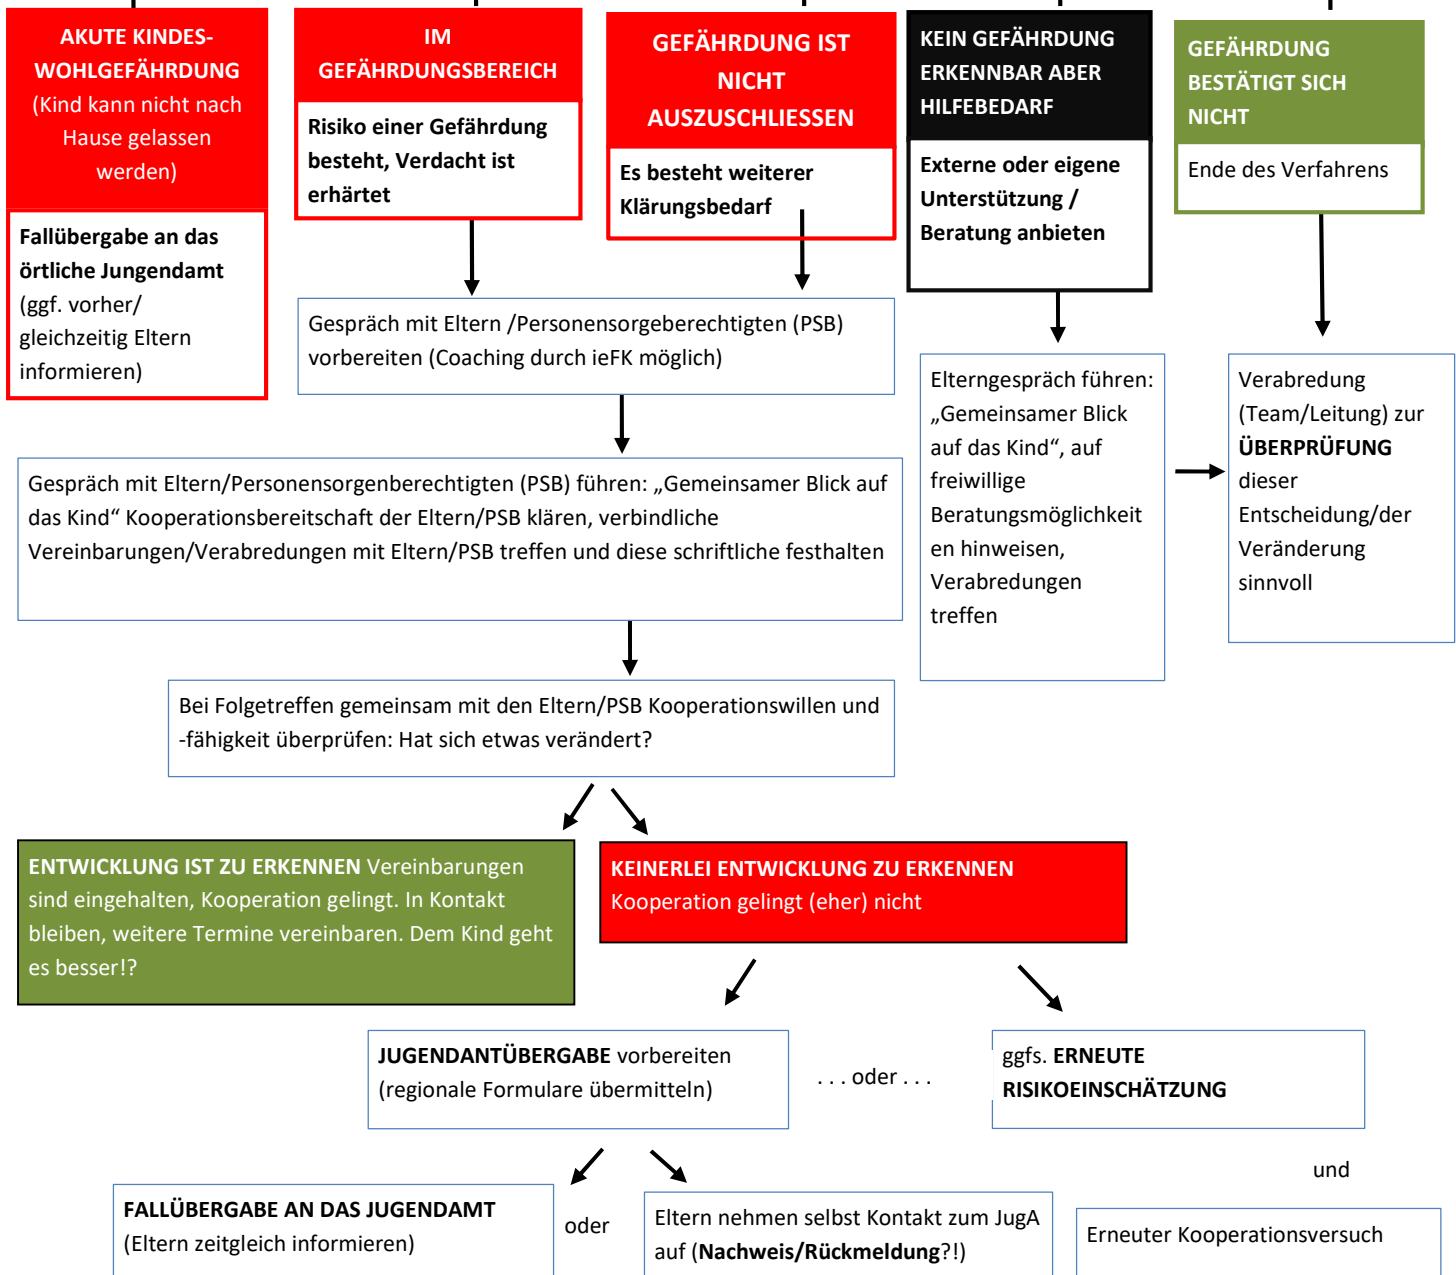 AKUTE KINDES-
WOHLGEFÄHRDUNG
(Kind kann nicht nach
Hause gelassen
werden)
Fallübergabe an das
örtliche Jungendamt
(ggf. vorher/
gleichzeitig Eltern
informieren)
IM
GEFÄHRDUNGSBEREICH
Risiko einer Gefährdung
besteht, Verdacht ist
erhärtet
GEFÄHRDUNG IST
NICHT
AUSZUSCHLIESSEN
Es besteht weiterer
Klärungsbedarf
KEIN GEFÄHRDUNG
ERKENNBAR ABER
HILFEBEDARF
Externe oder eigene
Unterstützung /
Beratung anbieten
GEFÄHRDUNG
BESTÄTIGT SICH
NICHT
Ende des Verfahrens
Gespräch mit Eltern /Personensorgeberechtigten (PSB)
vorbereiten (Coaching durch ieFK möglich)
Elterngespräch führen:
„Gemeinsamer Blick
auf das Kind“, auf
freiwillige
Beratungsmöglichkeit
en hinweisen,
Verabredungen
treffen
Verabredung
(Team/Leitung) zur
ÜBERPRÜFUNG
dieser
Entscheidung/der
Veränderung
sinnvoll
Gespräch mit Eltern/Personensorgenberechtigten (PSB) führen: „Gemeinsamer Blick auf
das Kind“ Kooperationsbereitschaft der Eltern/PSB klären, verbindliche
Vereinbarungen/Verabredungen mit Eltern/PSB treffen und diese schriftliche festhalten
Bei Folgetreffen gemeinsam mit den Eltern/PSB Kooperationswillen und
-fähigkeit überprüfen: Hat sich etwas verändert?
ENTWICKLUNG IST ZU ERKENNEN Vereinbarungen
sind eingehalten, Kooperation gelingt. In Kontakt
bleiben, weitere Termine vereinbaren. Dem Kind geht
es besser!?
KEINERLEI ENTWICKLUNG ZU ERKENNEN
Kooperation gelingt (eher) nicht
JUGENDANTÜBERGABE vorbereiten
(regionale Formulare übermitteln)
. . . oder . . .
ggfs. ERNEUTE
RISIKOEINSCHÄTZUNG
und
FALLÜBERGABE AN DAS JUGENDAMT
(Eltern zeitgleich informieren)
oder
Eltern nehmen selbst Kontakt zum JugA
auf (Nachweis/Rückmeldung?!)
Erneuter Kooperationsversuch